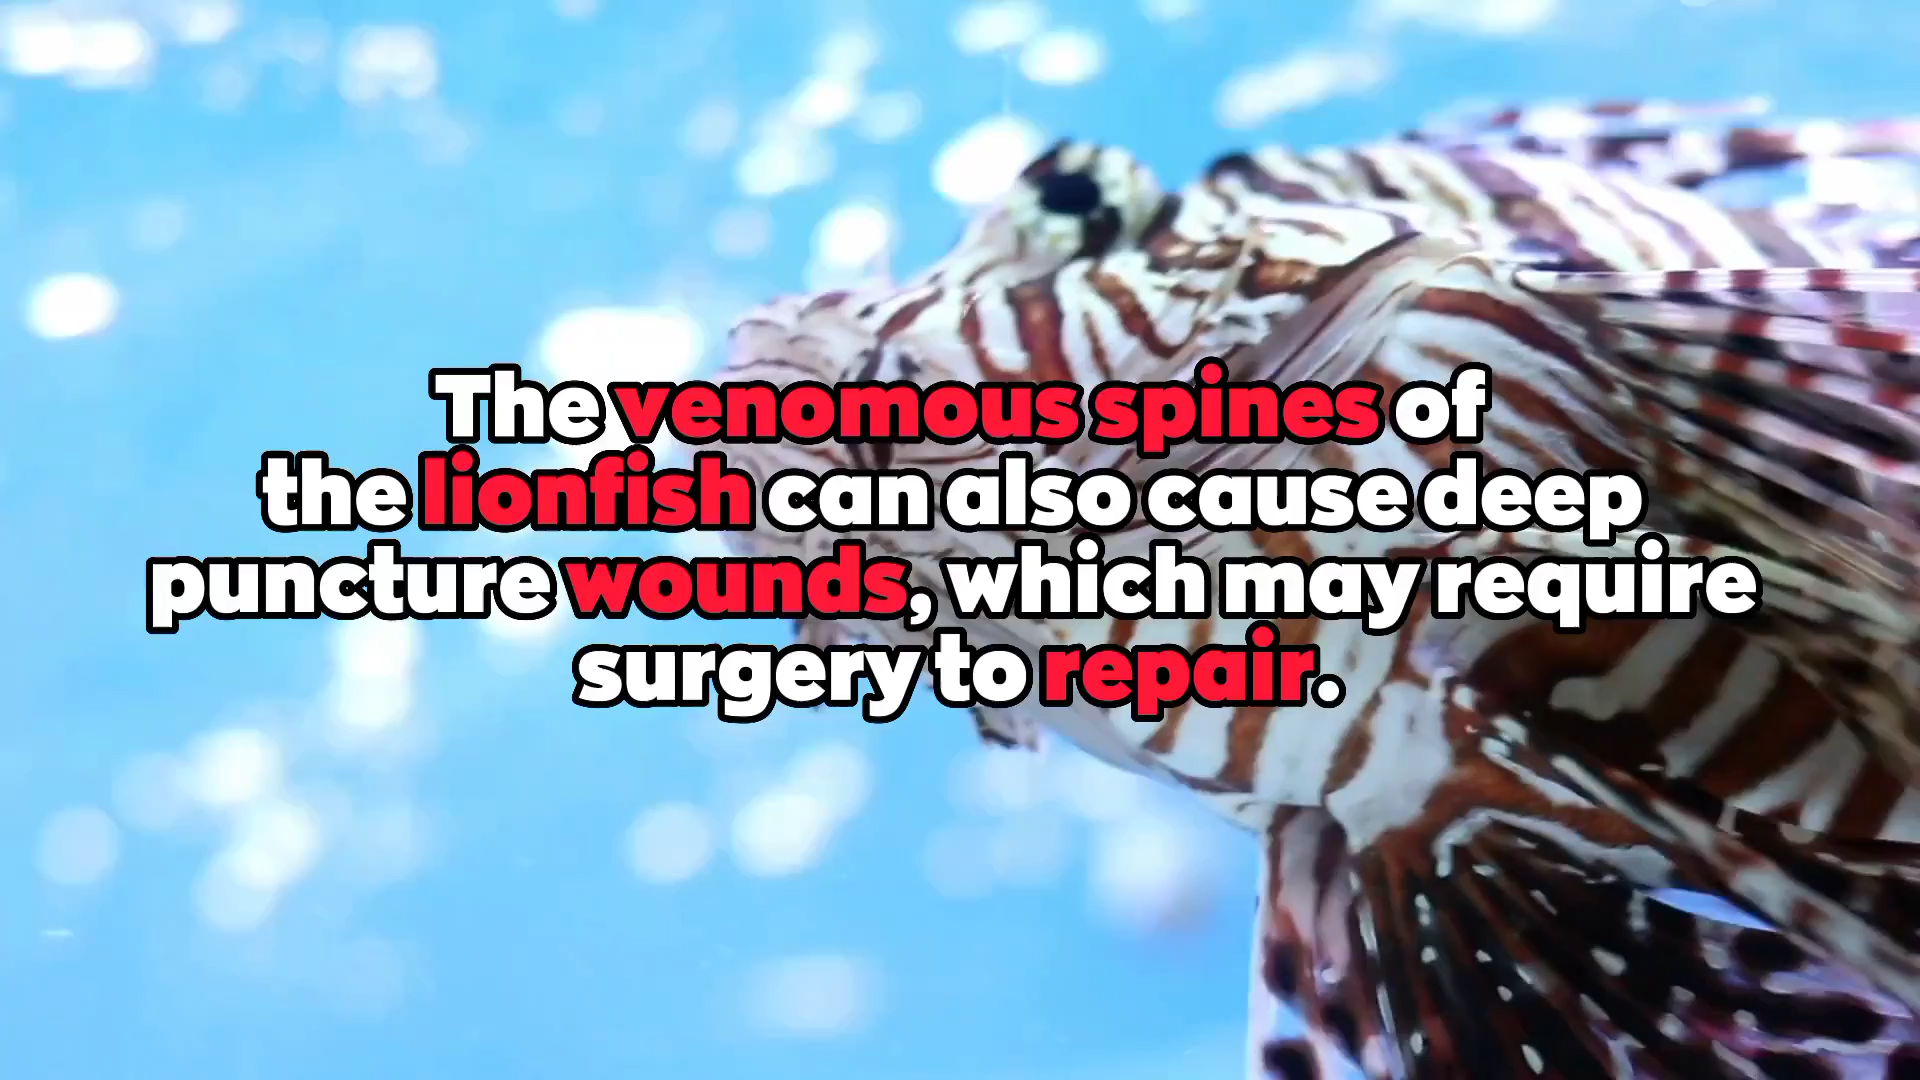 The venomous spines of
the lionfish can also cause deep
puncture wounds, which may require
surgery to repair.